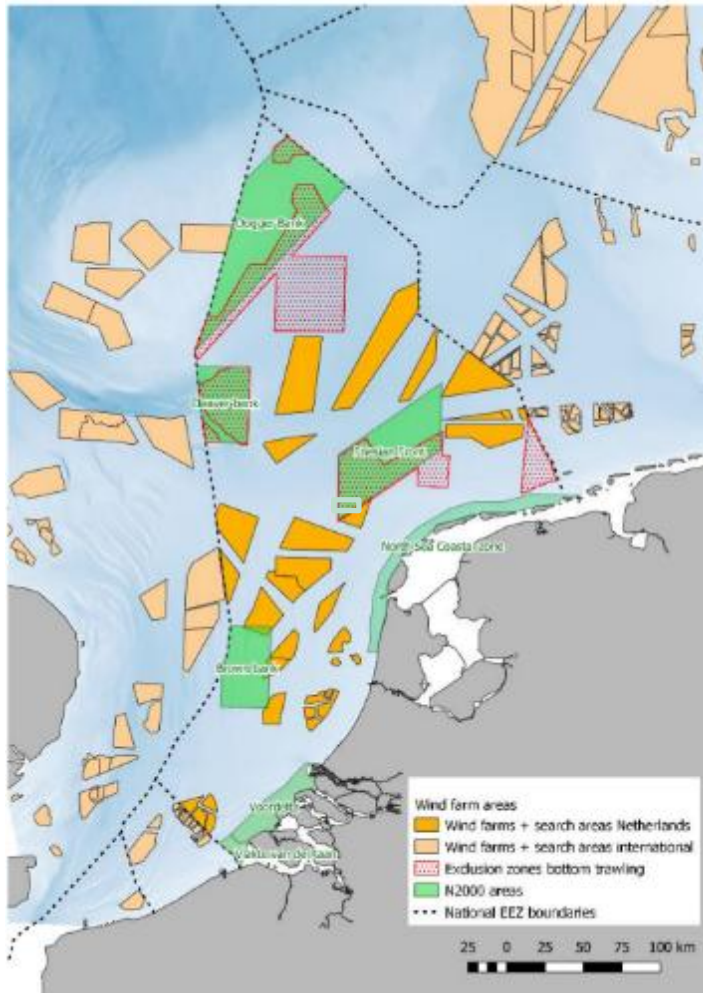 Dogger Bank
Cleaver bank
Frysian Front
North Sea Coastal zone
Brown bank
Voordelta
Vlakte van de Raan
Wind farm areas
Wind farms + search areas Netherlands
Wind farms + search areas international
Exclusion zones bottom trawling
N2000 areas
National EEZ boundaries
25 0 25 50 75 100 km